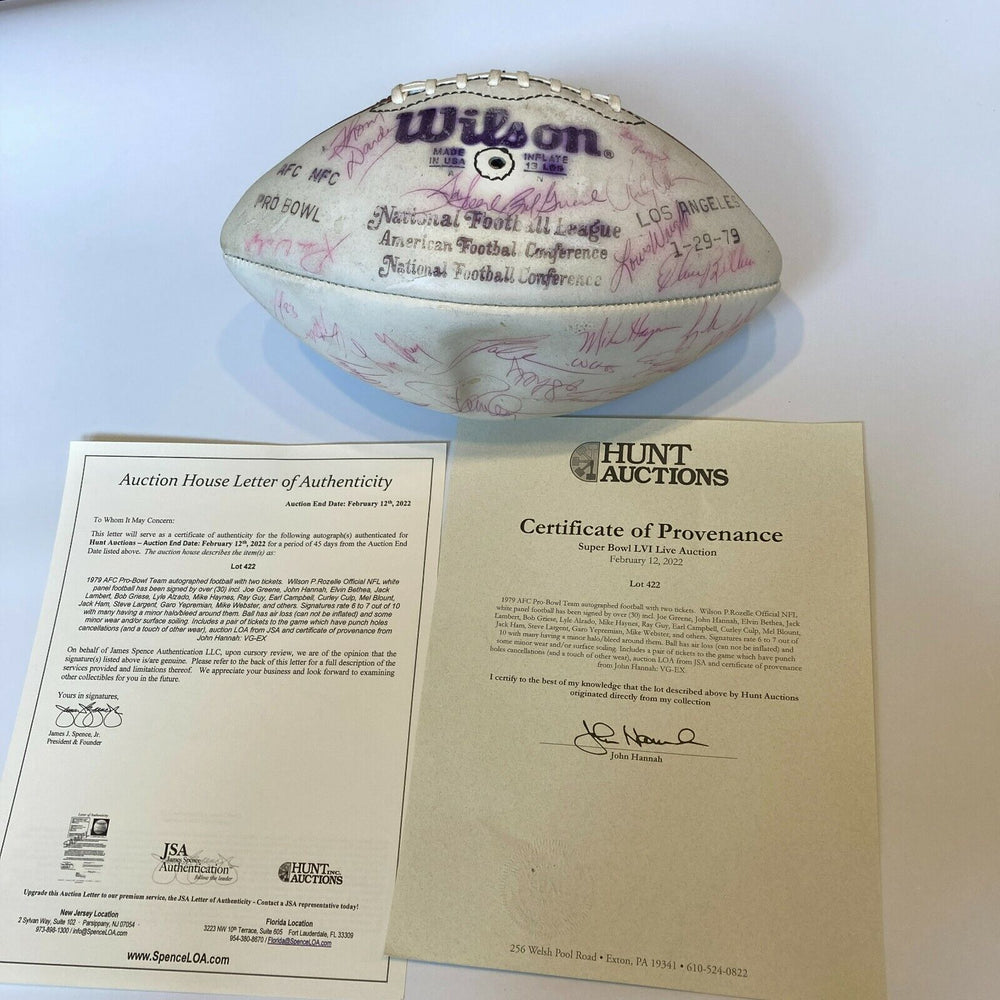 Wilson®
MADE IN USA
INFLATE 13 LBS
AFC NFC
PRO BOWL
National Football League
American Football Conference
National Football Conference
LOS ANGELES
1-29-79
Bob Griese
Louis Wright
Mike Hayn
Auction House Letter of Authenticity
Auction End Date: February 12th, 2022
To Whom It May Concern:
This letter will serve as a certificate of authenticity for the following autograph(s) authenticated for
Hunt Auctions – Auction End Date: February 12th, 2022 for a period of 45 days from the Auction End
Date listed above. The auction house describes the item(s) as:
Lot 422
1979 AFC Pro-Bowl Team autographed football with two tickets. Wilson P.Rozelle Official NFL white
panel football has been signed by over (30) incl: Joe Greene, John Hannah, Elvin Bethea, Jack
Lambert, Bob Griese, Lyle Alzado, Mike Haynes, Ray Guy, Earl Campbell, Curley Culp, Mel Blount,
Jack Ham, Steve Largent, Garo Yepremian, Mike Webster, and others. Signatures rate 6 to 7 out of 10
with many having a minor halo/bleed around them. Ball has air loss (can not be inflated) and some
minor wear and/or surface soiling. Includes a pair of tickets to the game which have punch holes
cancellations (and a touch of other wear), auction LOA from JSA and certificate of provenance from
John Hannah: VG-EX
On behalf of James Spence Authentication LLC, upon cursory review, we are of the opinion that the
signature(s) listed above is/are genuine. Please refer to the back of this letter for a full description of the
services provided and limitations thereof. We appreciate your business and look forward to examining
other collectibles for you in the future.
Yours in signatures,
James J. Spence, Jr.
President & Founder
JSA
James Spence
Authentication
follow the leader
HUNT INC.
AUCTIONS
Upgrade this Auction Letter to our premium service, the JSA Letter of Authenticity - Contact a JSA representative today!
New Jersey Location
2 Sylvan Way, Suite 102 · Parsippany, NJ 07054 ·
973-898-1300 / info@SpenceLOA.com
Florida Location
3223 NW 10th Terrace, Suite 605 Fort Lauderdale, FL 33309
954-380-8670 / Florida@SpenceLOA.com
www.SpenceLOA.com
HUNT
AUCTIONS
Certificate of Provenance
Super Bowl LVI Live Auction
February 12, 2022
Lot 422
1979 AFC Pro-Bowl Team autographed football with two tickets. Wilson P.Rozelle Official NFL
white panel football has been signed by over (30) incl: Joe Greene, John Hannah, Elvin Bethea, Jack
Lambert, Bob Griese, Lyle Alzado, Mike Haynes, Ray Guy, Earl Campbell, Curley Culp, Mel Blount,
Jack Ham, Steve Largent, Garo Yepremian, Mike Webster, and others. Signatures rate 6 to 7 out of
10 with many having a minor halo/bleed around them. Ball has air loss (can not be inflated) and
some minor wear and/or surface soiling. Includes a pair of tickets to the game which have punch
holes cancellations (and a touch of other wear), auction LOA from JSA and certificate of provenance
from John Hannah: VG-EX
I certify to the best of my knowledge that the lot described above by Hunt Auctions
originated directly from my collection
John Hannah
John Hannah
256 Welsh Pool Road • Exton, PA 19341 • 610-524-0822